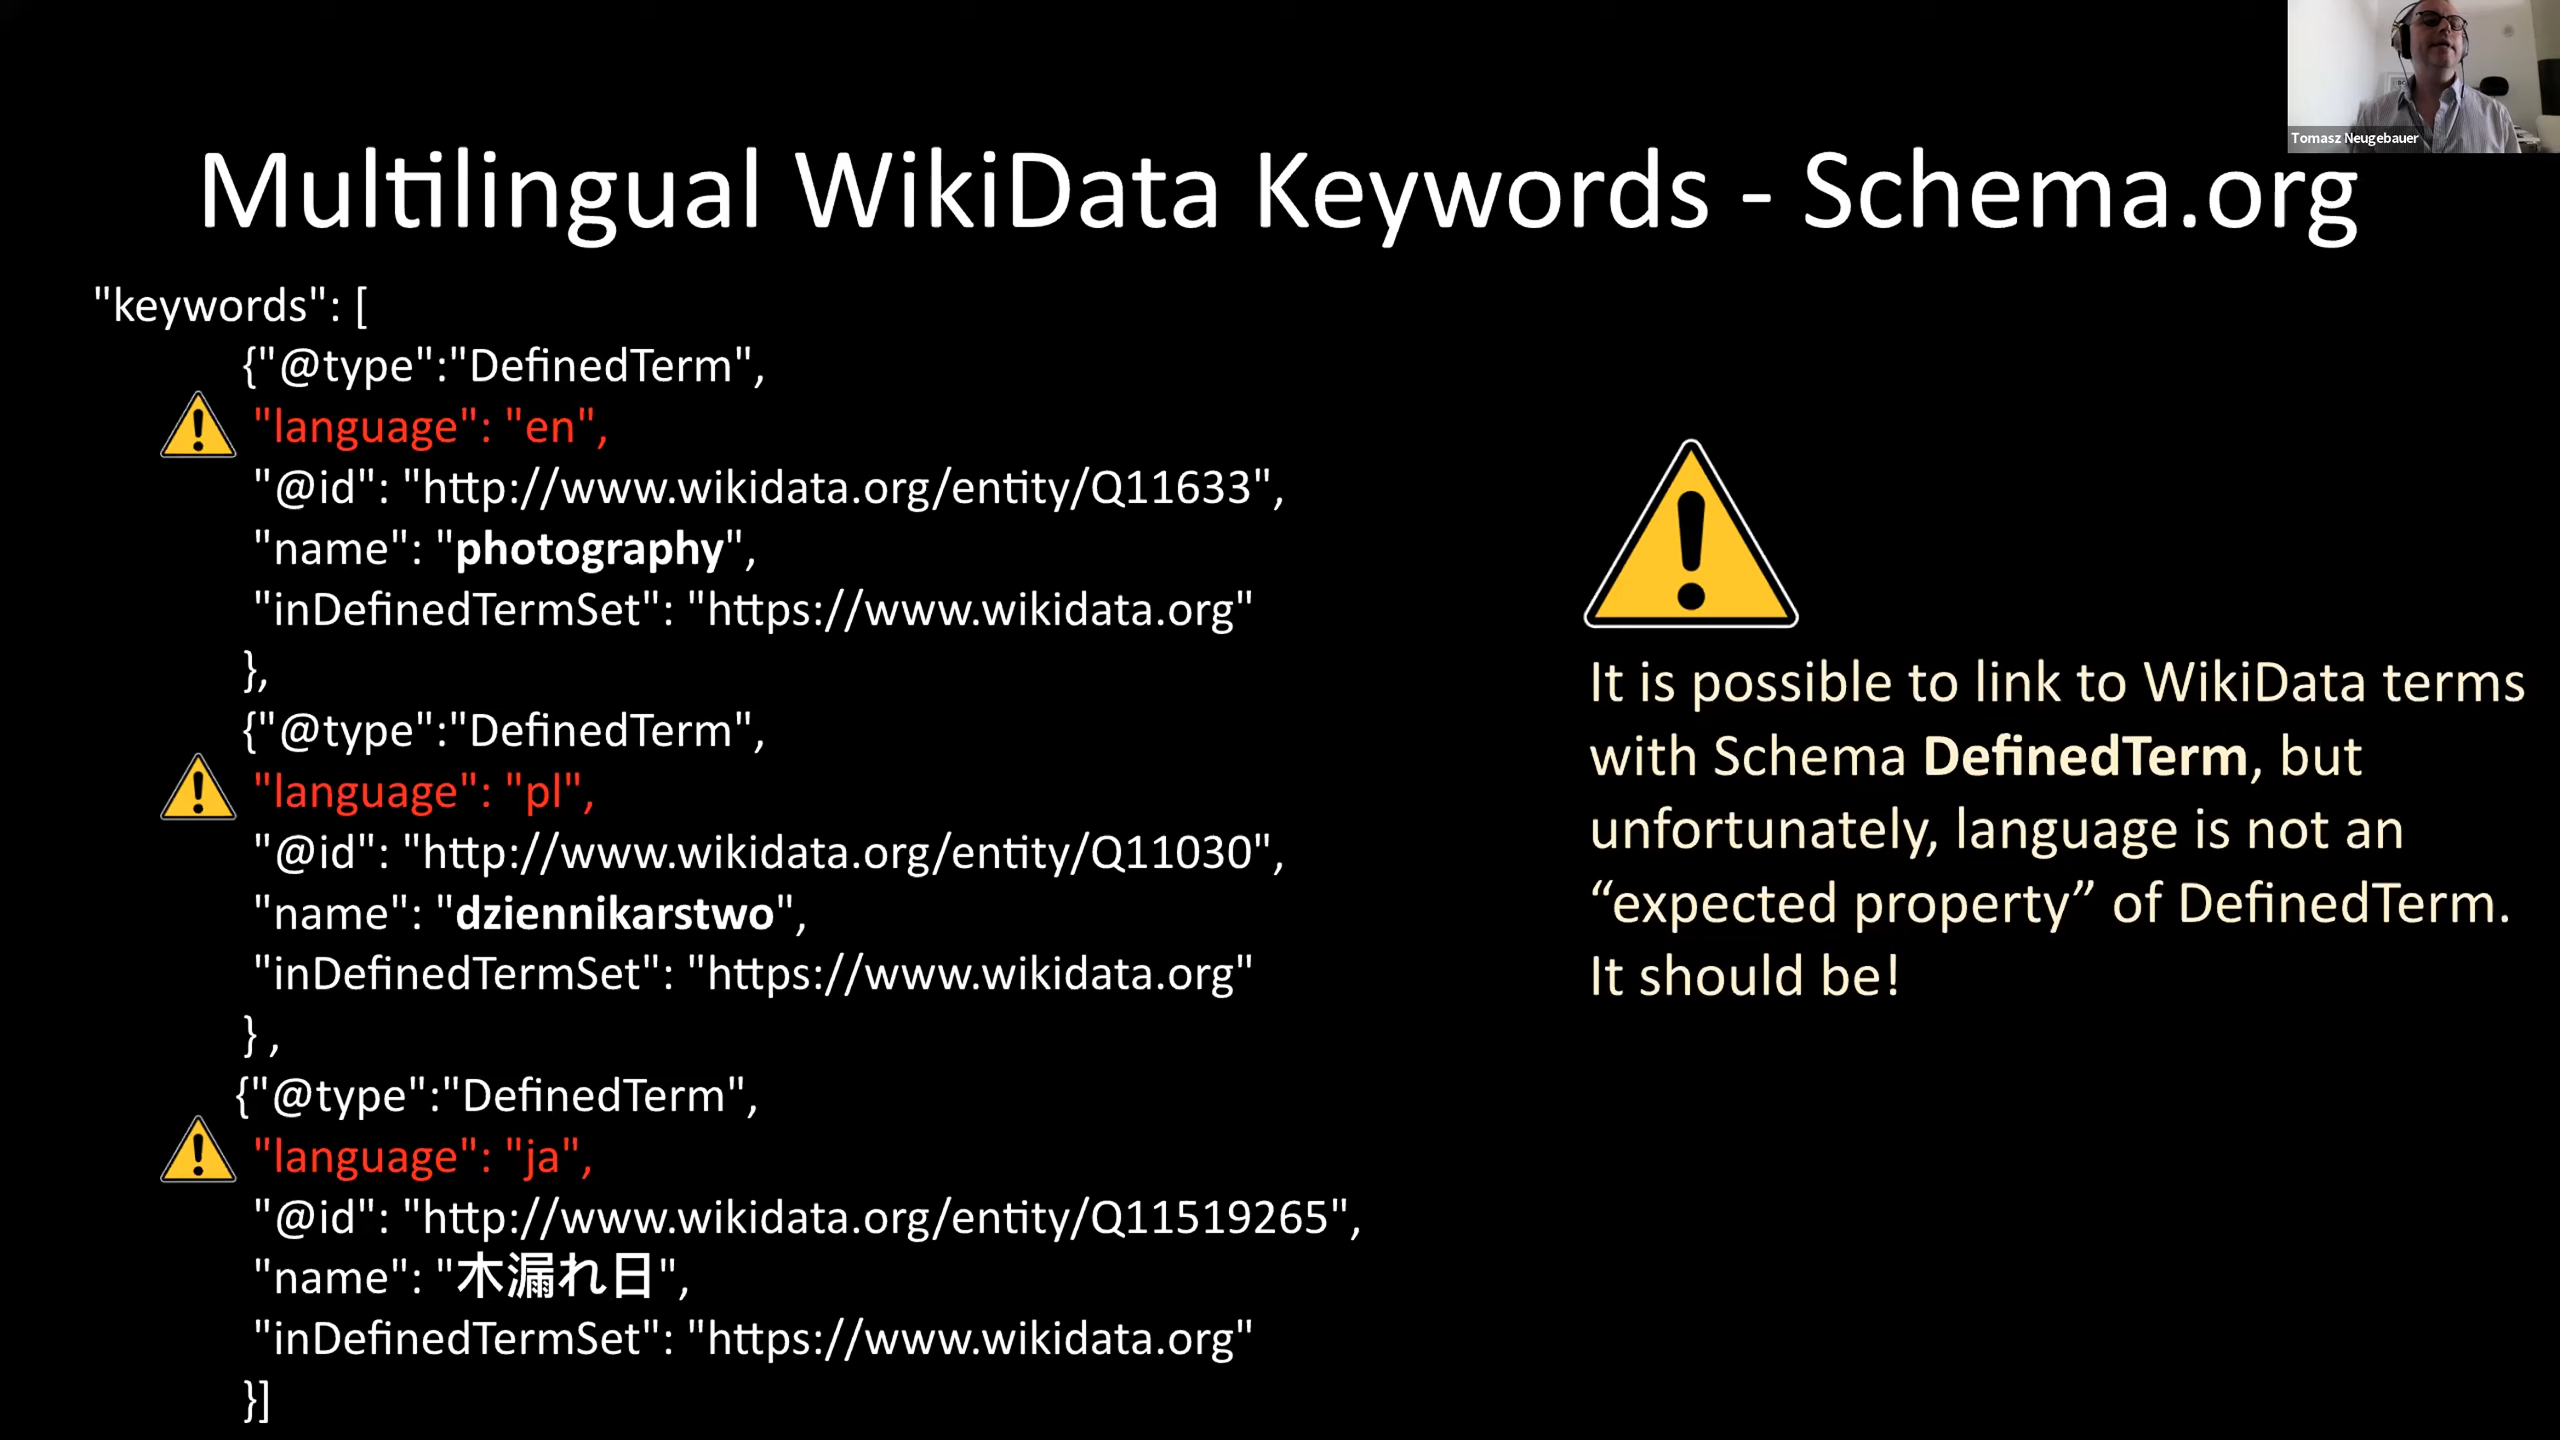 Tomasz Neugebauer
Multilingual WikiData Keywords - Schema.org
"keywords": [
{"@type":"DefinedTerm",
"language": "en",
"@id": "http://www.wikidata.org/entity/Q11633",
"name": "photography",
"inDefinedTermSet": "https://www.wikidata.org"
},
{"@type":"DefinedTerm",
"language": "pl",
"@id": "http://www.wikidata.org/entity/Q11030",
"name": "dziennikarstwo",
"inDefinedTermSet": "https://www.wikidata.org"
} ,
{"@type":"DefinedTerm",
"language": "ja",
"@id": "http://www.wikidata.org/entity/Q11519265",
"name": "木漏れ日",
"inDefinedTermSet": "https://www.wikidata.org"
}]
It is possible to link to WikiData terms
with Schema DefinedTerm, but
unfortunately, language is not an
“expected property” of DefinedTerm.
It should be!